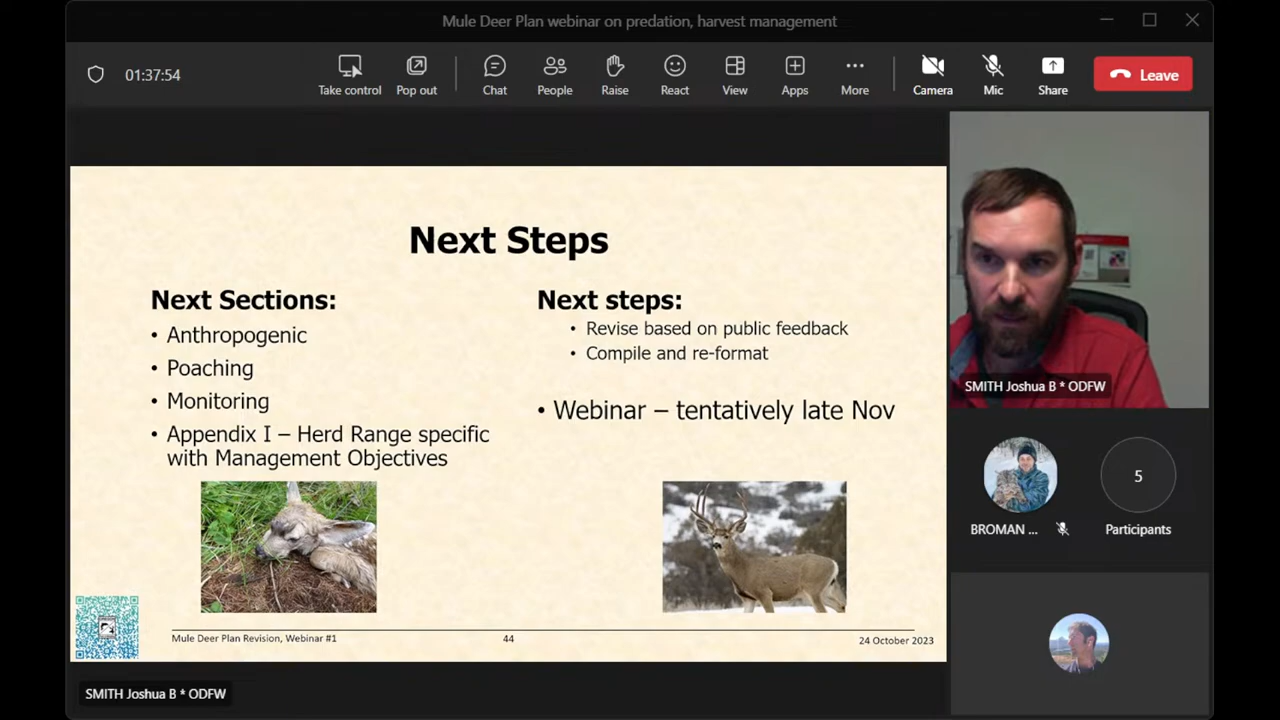 Mule Deer Plan webinar on predation, harvest management
01:37:54
Take control
Pop out
Chat
People
Raise
React
View
Apps
More
Camera
Mic
Share
Leave
Next Steps
Next Sections:
• Anthropogenic
• Poaching
• Monitoring
• Appendix I – Herd Range specific
with Management Objectives
Next steps:
• Revise based on public feedback
• Compile and re-format
• Webinar – tentatively late Nov
Mule Deer Plan Revision, Webinar #1
44
24 October 2023
SMITH Joshua B * ODFW
BROMAN ...
5
Participants
SMITH Joshua B * ODFW